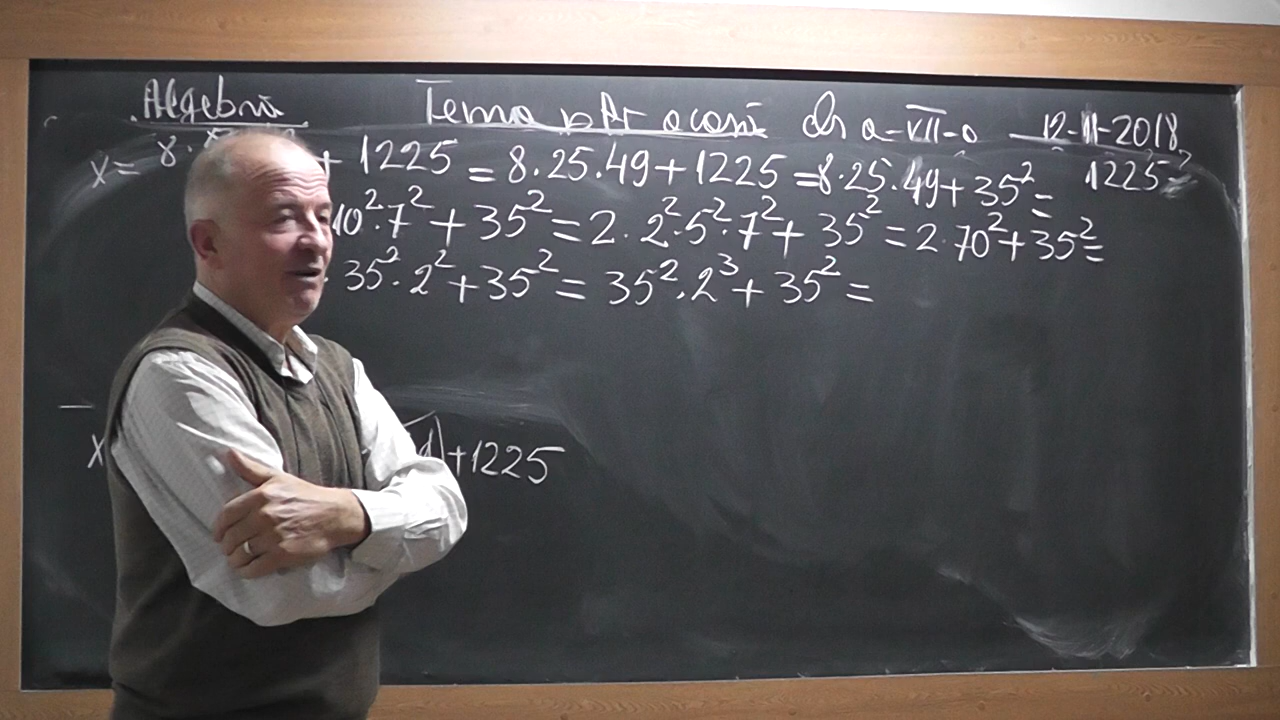 Algebră Tema ptr acasă cls a-VII-a 12-11-2018
x= 8. + 1225 = 8.25.49+1225 =8.25.49+35²= 1225
10².7²+35²=2.2².5².7²+35²=2.70²+35²=
35².2²+35²=35².2³+35²=
x +1225